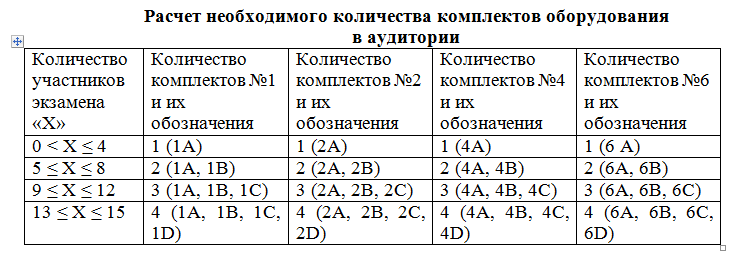 Расчет необходимого количества комплектов оборудования
в аудитории
Количество участников экзамена «X» | Количество комплектов №1 и их обозначения | Количество комплектов №2 и их обозначения | Количество комплектов №4 и их обозначения | Количество комплектов №6 и их обозначения
0 < X ≤ 4 | 1 (1A) | 1 (2A) | 1 (4A) | 1 (6 A)
5 ≤ X ≤ 8 | 2 (1A, 1B) | 2 (2A, 2B) | 2 (4A, 4B) | 2 (6A, 6B)
9 ≤ X ≤ 12 | 3 (1A, 1B, 1C) | 3 (2A, 2B, 2C) | 3 (4A, 4B, 4C) | 3 (6A, 6B, 6C)
13 ≤ X ≤ 15 | 4 (1A, 1B, 1C, 1D) | 4 (2A, 2B, 2C, 2D) | 4 (4A, 4B, 4C, 4D) | 4 (6A, 6B, 6C, 6D)